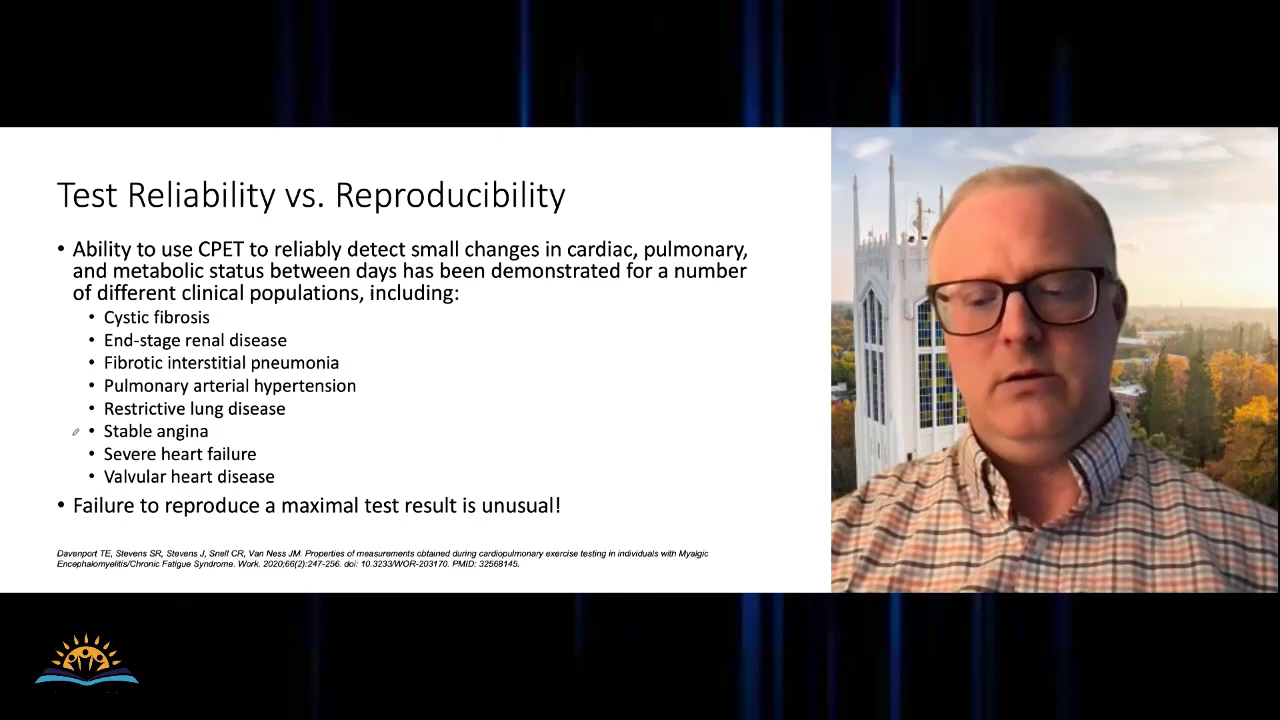 Test Reliability vs. Reproducibility
• Ability to use CPET to reliably detect small changes in cardiac, pulmonary,
and metabolic status between days has been demonstrated for a number
of different clinical populations, including:
• Cystic fibrosis
• End-stage renal disease
• Fibrotic interstitial pneumonia
• Pulmonary arterial hypertension
• Restrictive lung disease
• Stable angina
• Severe heart failure
• Valvular heart disease
• Failure to reproduce a maximal test result is unusual!
Davenport TE, Stevens SR, Stevens J, Snell CR, Van Ness JM. Properties of measurements obtained during cardiopulmonary exercise testing in individuals with Myalgic
Encephalomyelitis/Chronic Fatigue Syndrome. Work. 2020;66(2):247-256. doi: 10.3233/WOR-203170. PMID: 32568145.